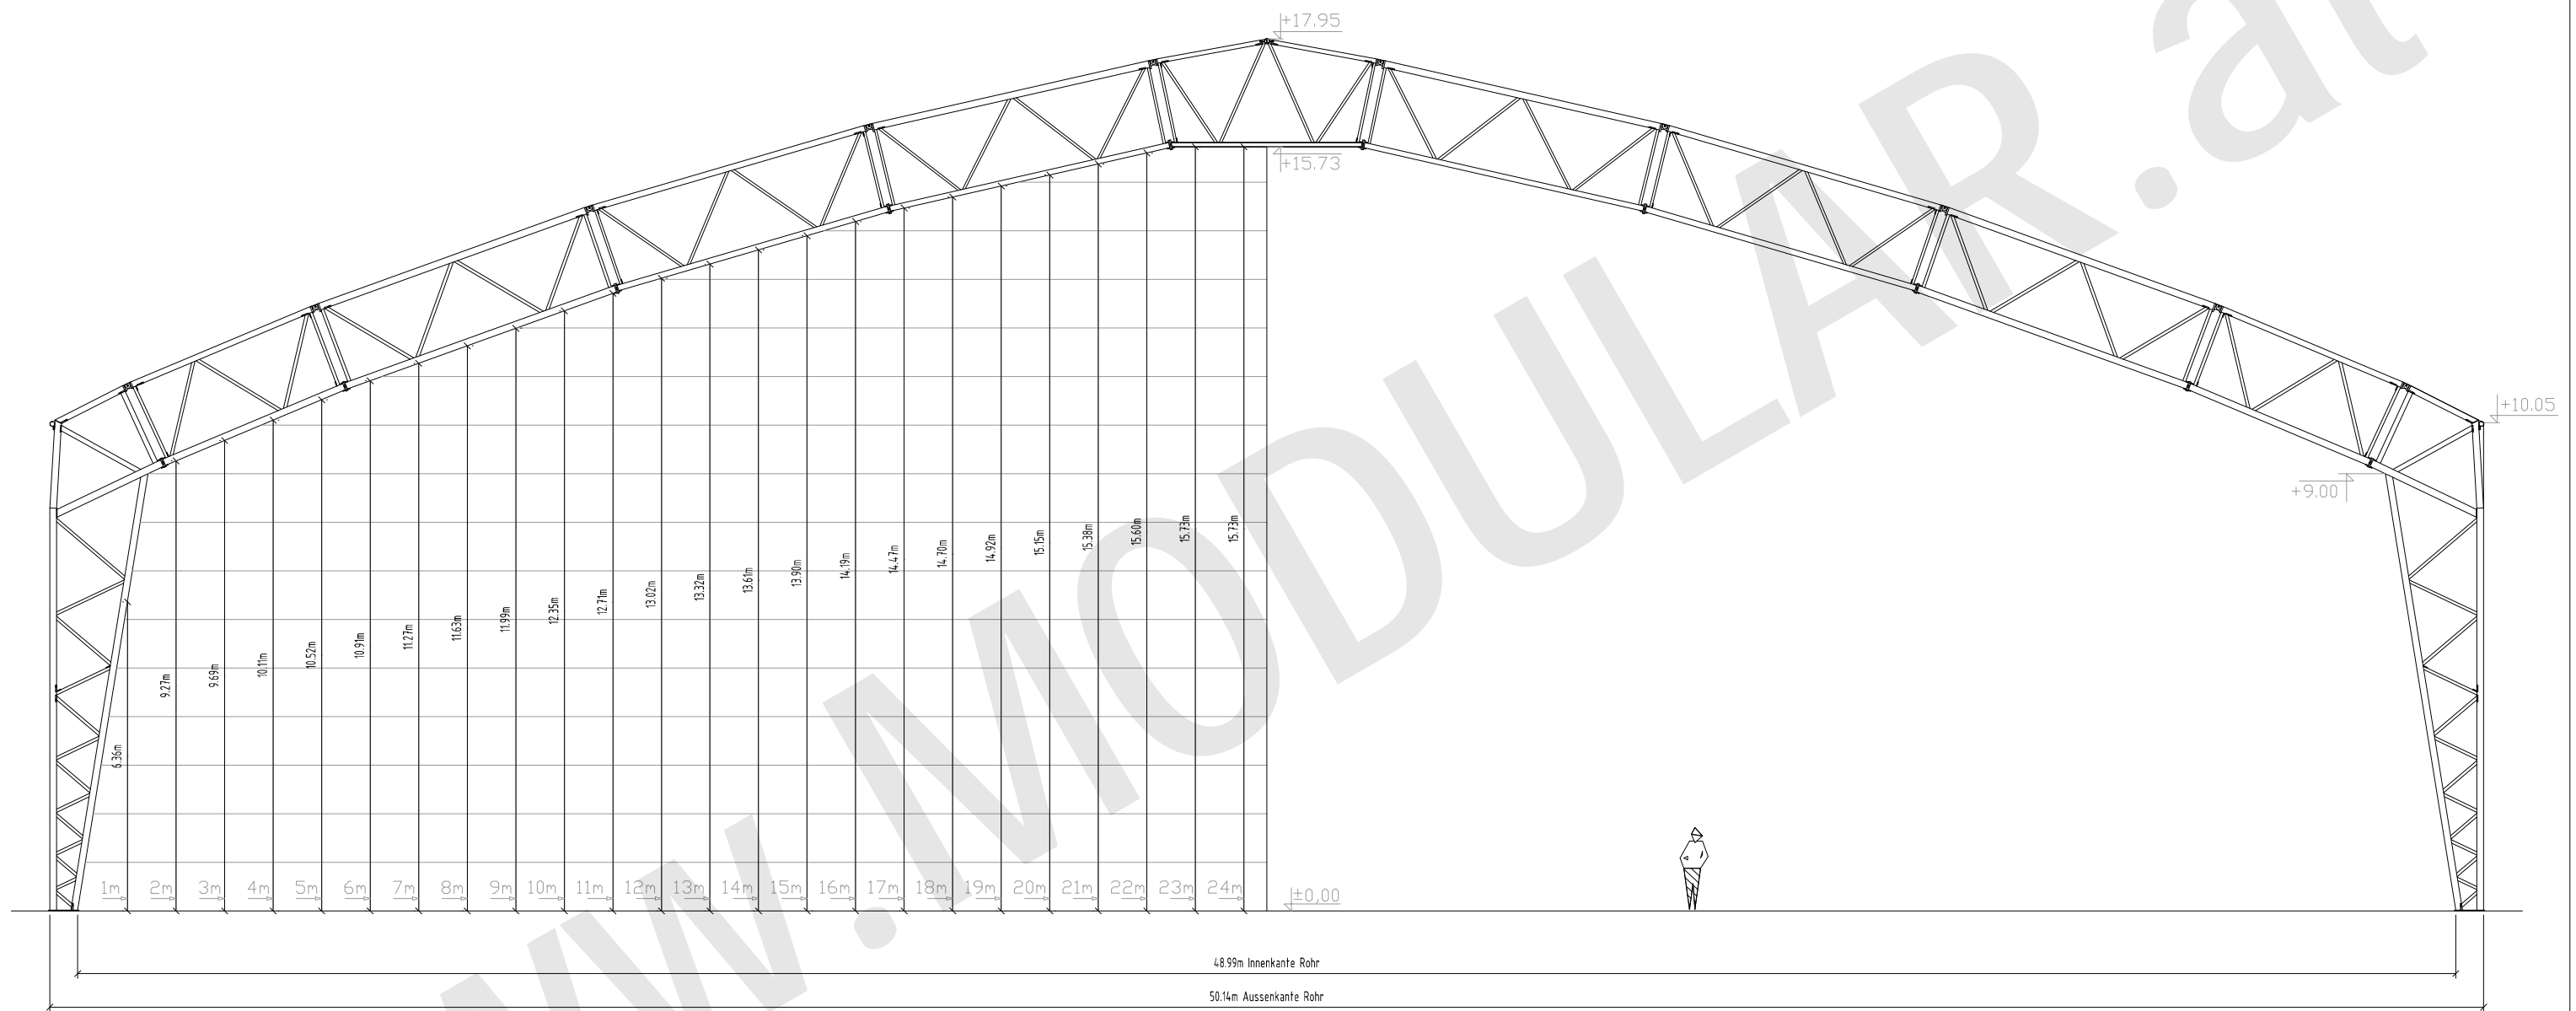 +17.95
+15.73
+10.05
+9.00
6.36m
9.27m
9.69m
10.11m
10.52m
10.91m
11.27m
11.63m
11.99m
12.35m
12.71m
13.02m
13.32m
13.61m
13.90m
14.19m
14.47m
14.70m
14.92m
15.15m
15.38m
15.60m
15.73m
15.73m
1m 2m 3m 4m 5m 6m 7m 8m 9m 10m 11m 12m 13m 14m 15m 16m 17m 18m 19m 20m 21m 22m 23m 24m
±0,00
48.99m Innenkante Rohr
50.14m Aussenkante Rohr
w.MODULAR.at